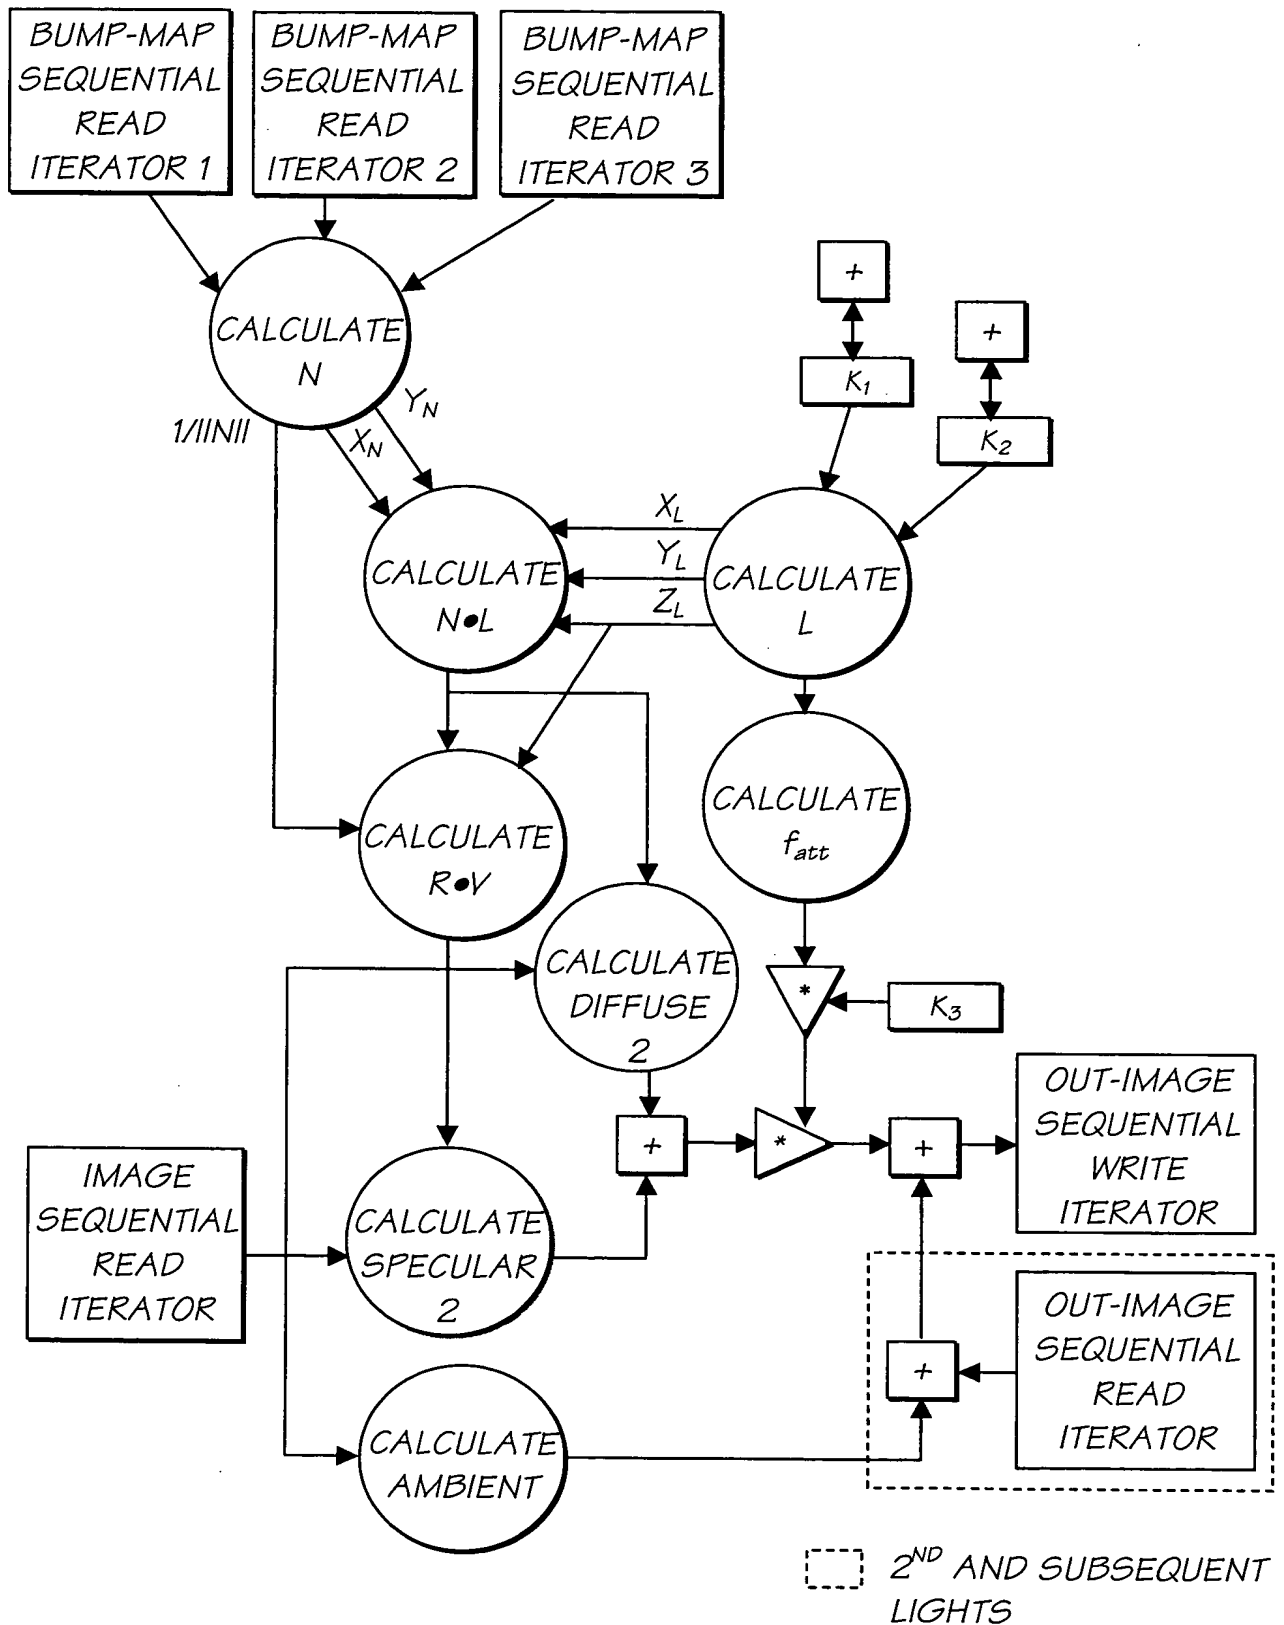 BUMP-MAP
SEQUENTIAL
READ
ITERATOR 1
BUMP-MAP
SEQUENTIAL
READ
ITERATOR 2
BUMP-MAP
SEQUENTIAL
READ
ITERATOR 3
CALCULATE
N
+
+
K1
K2
1/||N||
XN
YN
XL
YL
ZL
CALCULATE
N●L
CALCULATE
L
CALCULATE
R●V
CALCULATE
fatt
CALCULATE
DIFFUSE
2
*
K3
+
*
+
OUT-IMAGE
SEQUENTIAL
WRITE
ITERATOR
IMAGE
SEQUENTIAL
READ
ITERATOR
CALCULATE
SPECULAR
2
+
OUT-IMAGE
SEQUENTIAL
READ
ITERATOR
CALCULATE
AMBIENT
2ND AND SUBSEQUENT
LIGHTS